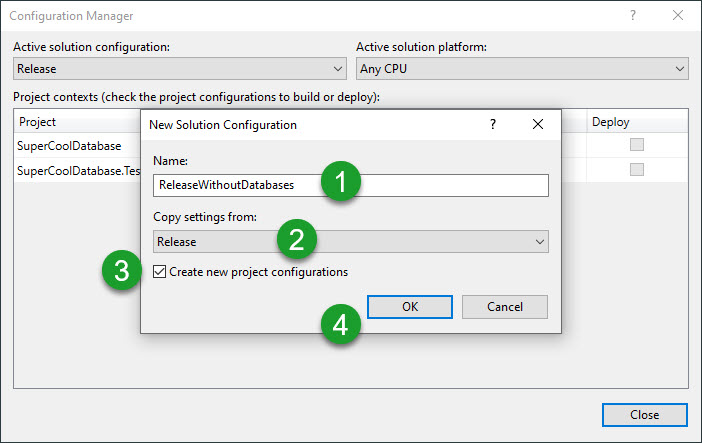 Configuration Manager
Active solution configuration:
Active solution platform:
Release
Any CPU
Project contexts (check the project configurations to build or deploy):
Project
Deploy
SuperCoolDatabase
SuperCoolDatabase.Tes
New Solution Configuration
Name:
ReleaseWithoutDatabases
1
Copy settings from:
Release
2
3
Create new project configurations
4
OK
Cancel
Close